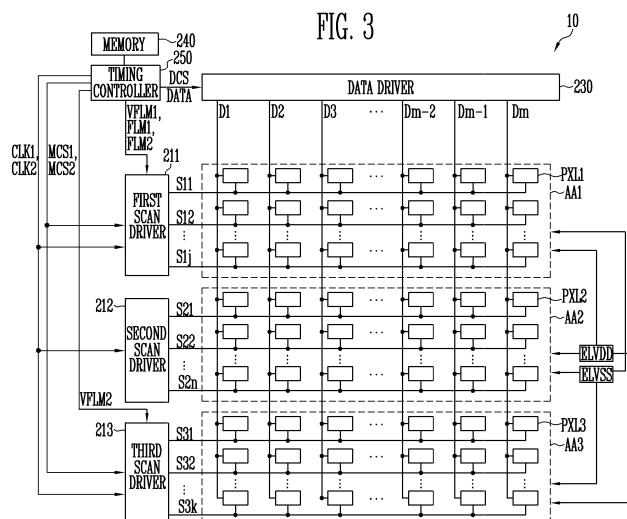 FIG. 3
10
MEMORY
240
250
TIMING
CONTROLLER
DCS
DATA
DATA DRIVER
230
VFLM1,
FLM1,
FLM2
D1 D2 D3 ··· Dm-2 Dm-1 Dm
CLK1,
CLK2
MCS1,
MCS2
211
FIRST
SCAN
DRIVER
S11
S12
S1j
PXL1
AA1
212
SECOND
SCAN
DRIVER
S21
S22
S2n
PXL2
AA2
ELVDD
ELVSS
VFLM2
213
THIRD
SCAN
DRIVER
S31
S32
S3k
PXL3
AA3